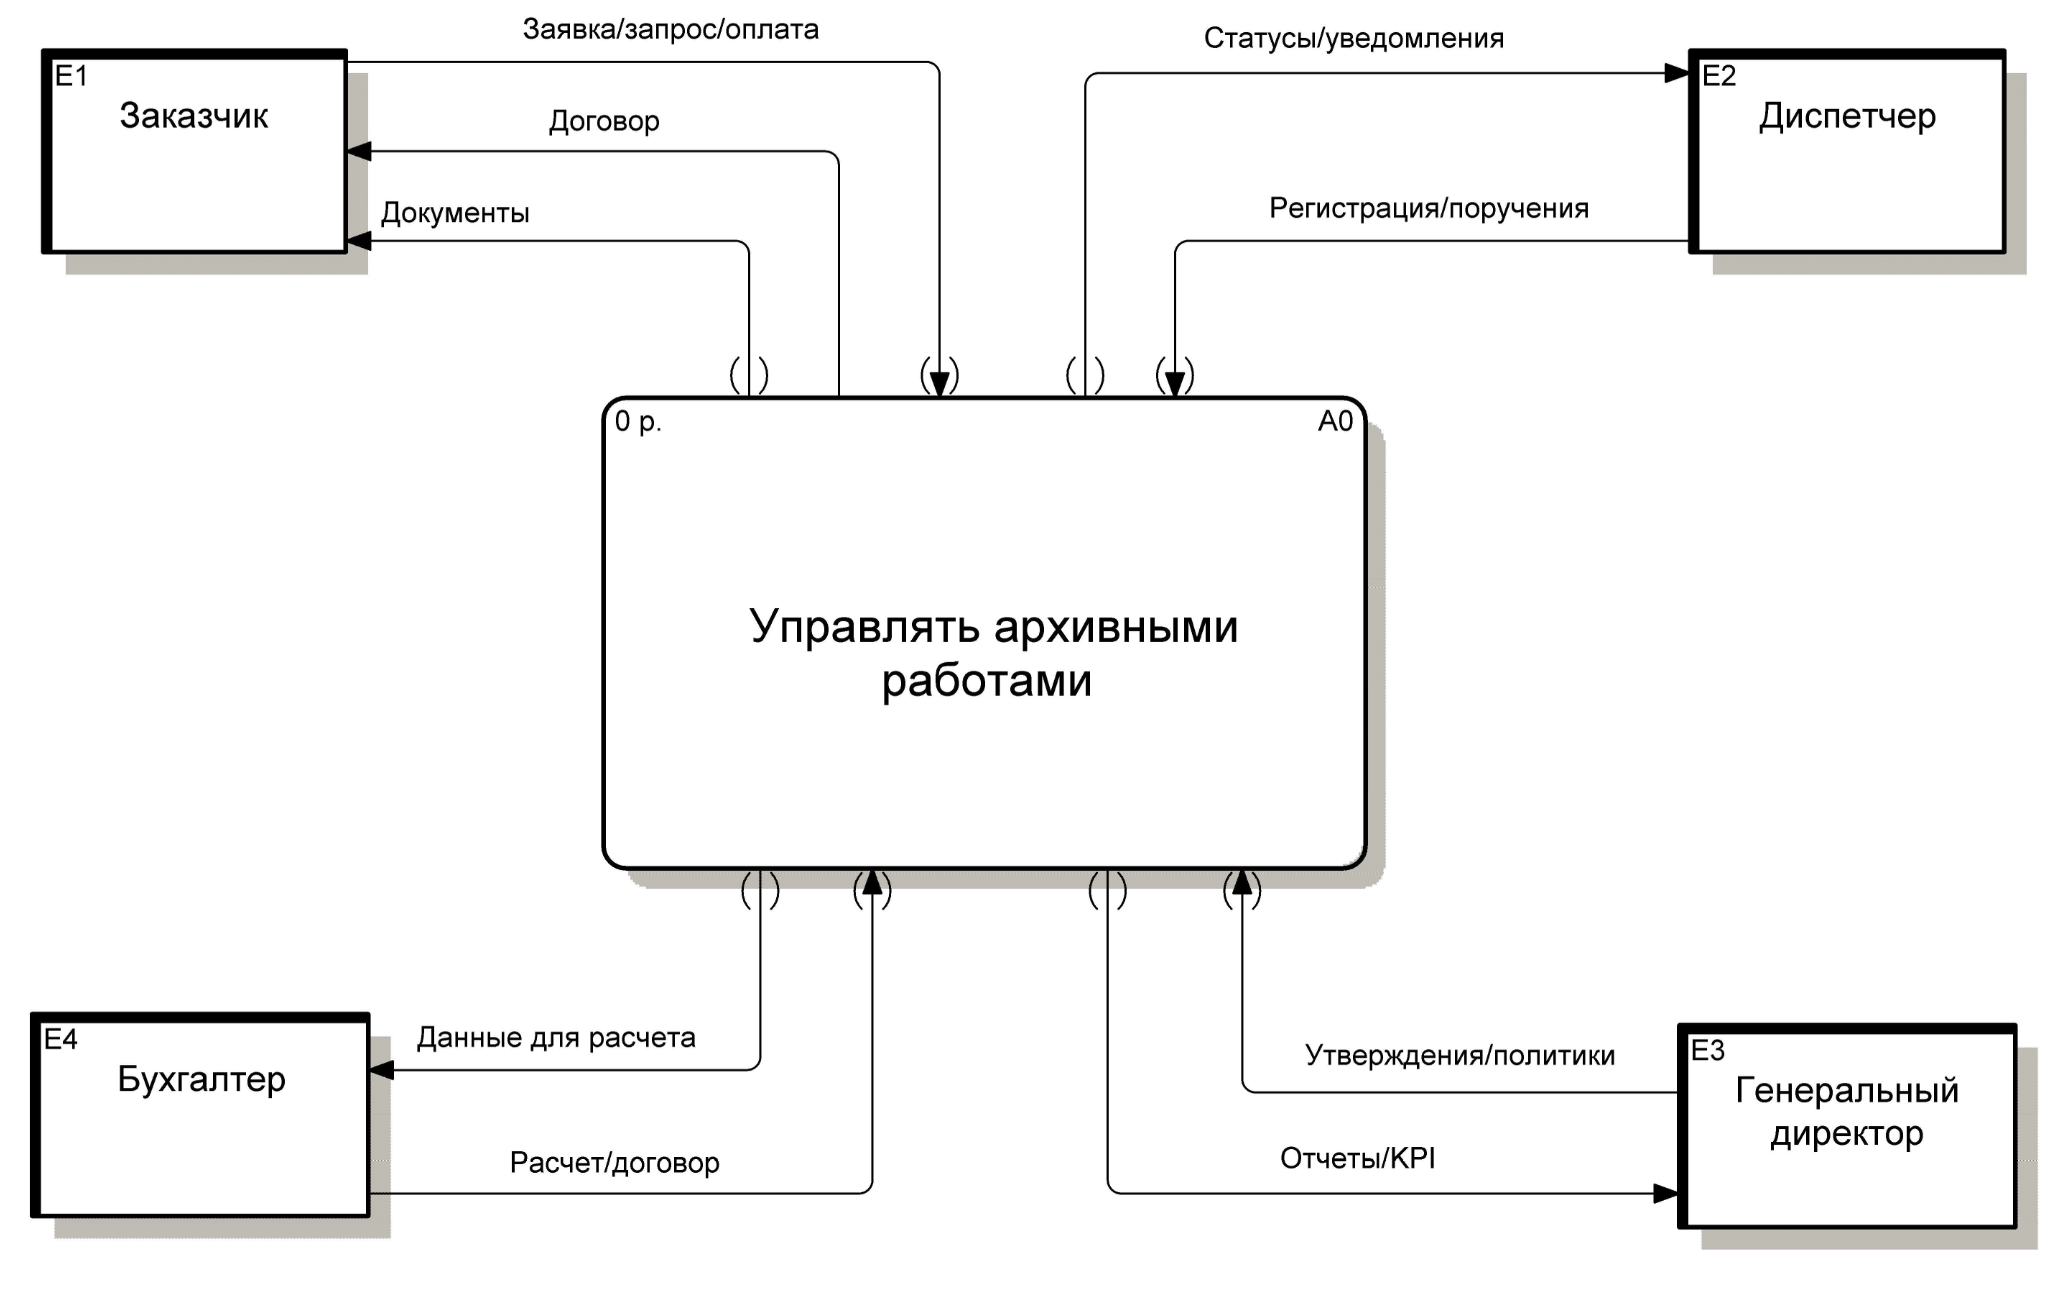 Заявка/запрос/оплата
Статусы/уведомления
E1
Заказчик
E2
Диспетчер
Договор
Документы
Регистрация/поручения
0 р.
A0
Управлять архивными
работами
E4
Бухгалтер
Данные для расчета
Расчет/договор
Утверждения/политики
E3
Генеральный
директор
Отчеты/KPI